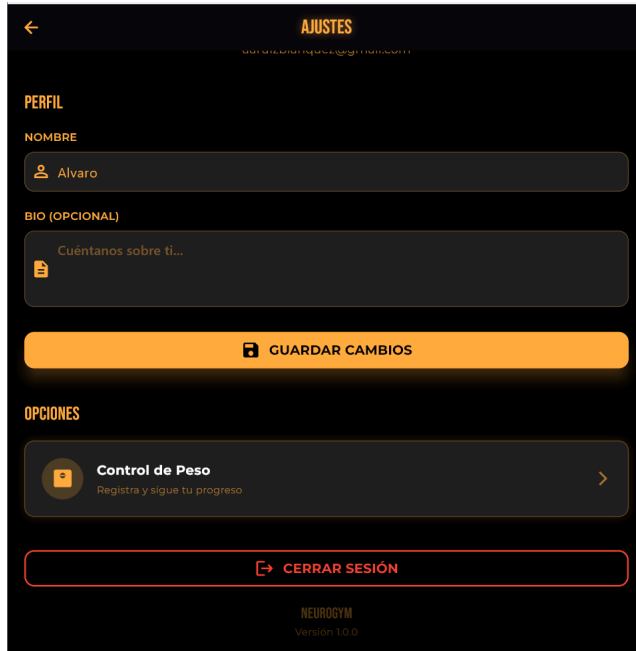 AJUSTES
PERFIL
NOMBRE
Alvaro
BIO (OPCIONAL)
Cuéntanos sobre ti...
GUARDAR CAMBIOS
OPCIONES
Control de Peso
Registra y sigue tu progreso
CERRAR SESIÓN
NEUROGYM
Versión 1.0.0